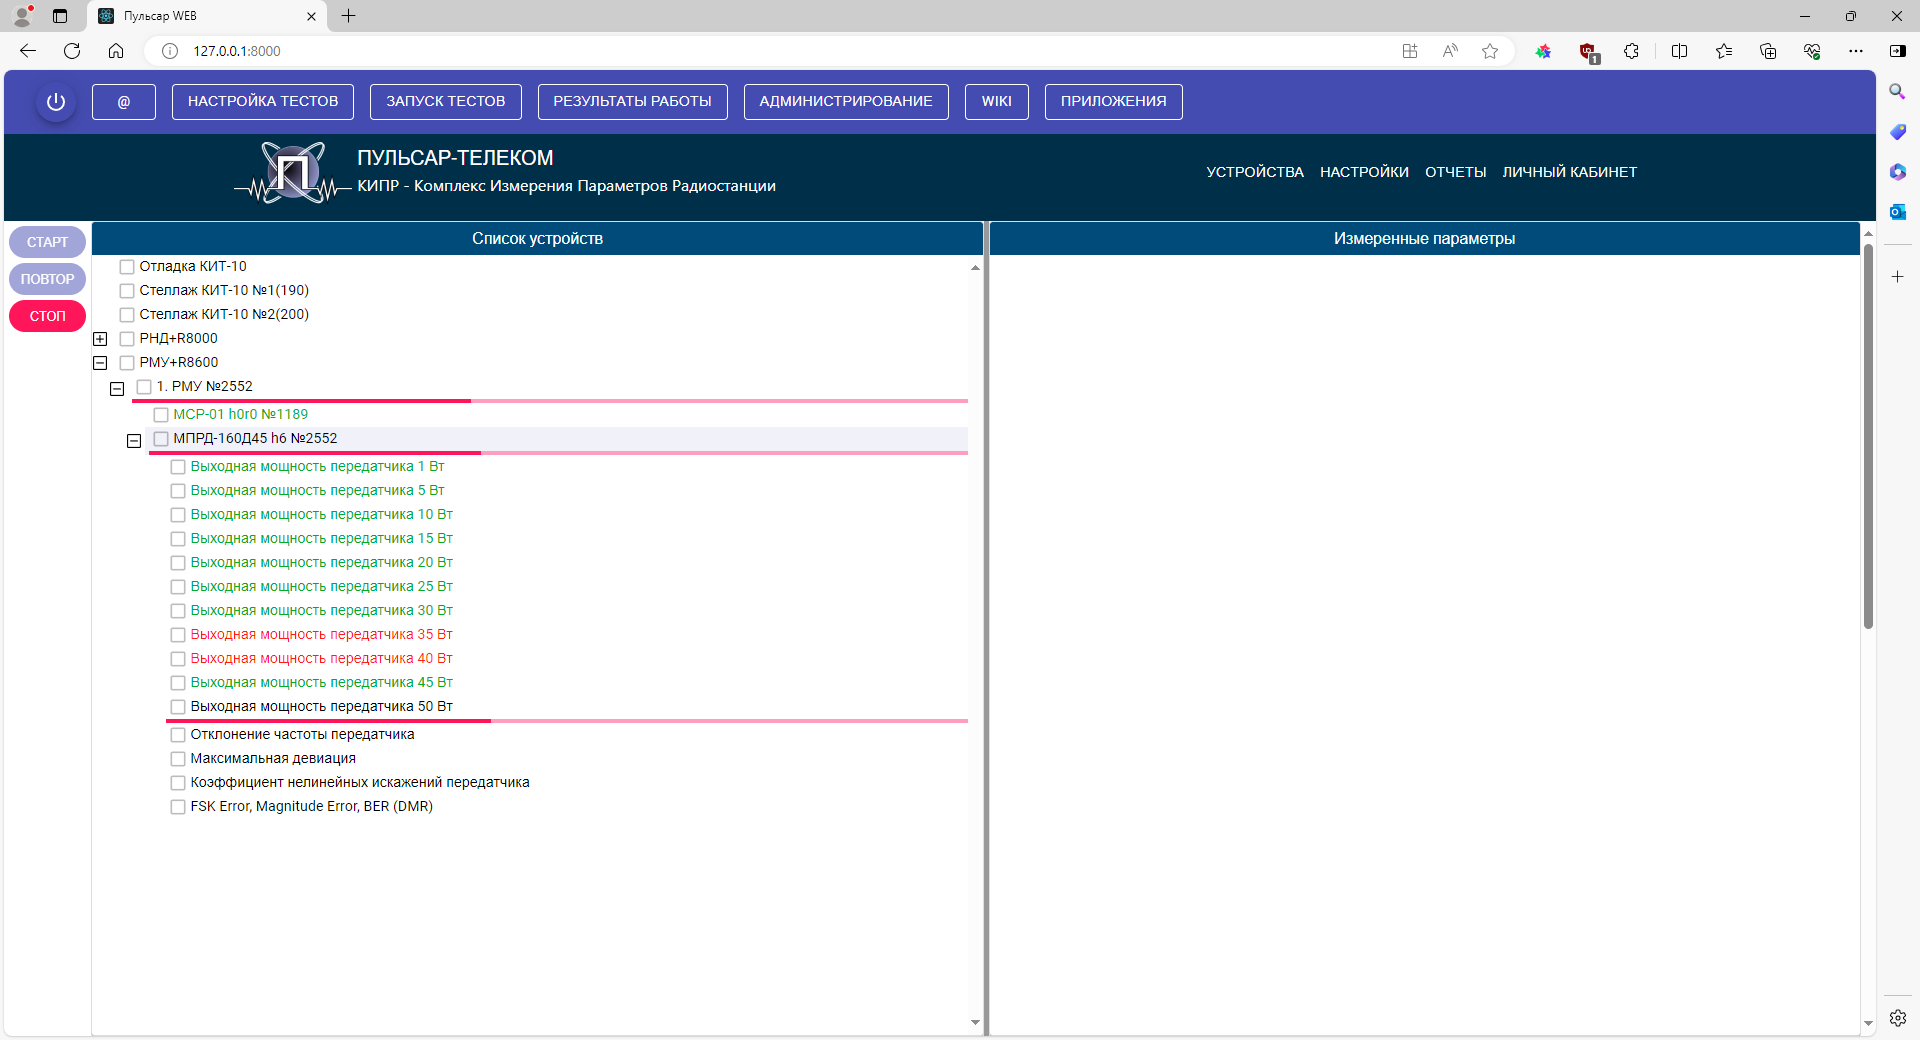 Пульсар WEB
127.0.0.1:8000
1
@
НАСТРОЙКА ТЕСТОВ
ЗАПУСК ТЕСТОВ
РЕЗУЛЬТАТЫ РАБОТЫ
АДМИНИСТРИРОВАНИЕ
WIKI
ПРИЛОЖЕНИЯ
П
ПУЛЬСАР-ТЕЛЕКОМ
КИПР - Комплекс Измерения Параметров Радиостанции
УСТРОЙСТВА
НАСТРОЙКИ
ОТЧЕТЫ
ЛИЧНЫЙ КАБИНЕТ
СТАРТ
ПОВТОР
СТОП
Список устройств
Отладка КИТ-10
Стеллаж КИТ-10 №1(190)
Стеллаж КИТ-10 №2(200)
РНД+R8000
РМУ+R8600
1. РМУ №2552
МСР-01 h0r0 №1189
МПРД-160Д45 h6 №2552
Выходная мощность передатчика 1 Вт
Выходная мощность передатчика 5 Вт
Выходная мощность передатчика 10 Вт
Выходная мощность передатчика 15 Вт
Выходная мощность передатчика 20 Вт
Выходная мощность передатчика 25 Вт
Выходная мощность передатчика 30 Вт
Выходная мощность передатчика 35 Вт
Выходная мощность передатчика 40 Вт
Выходная мощность передатчика 45 Вт
Выходная мощность передатчика 50 Вт
Отклонение частоты передатчика
Максимальная девиация
Коэффициент нелинейных искажений передатчика
FSK Error, Magnitude Error, BER (DMR)
Измеренные параметры